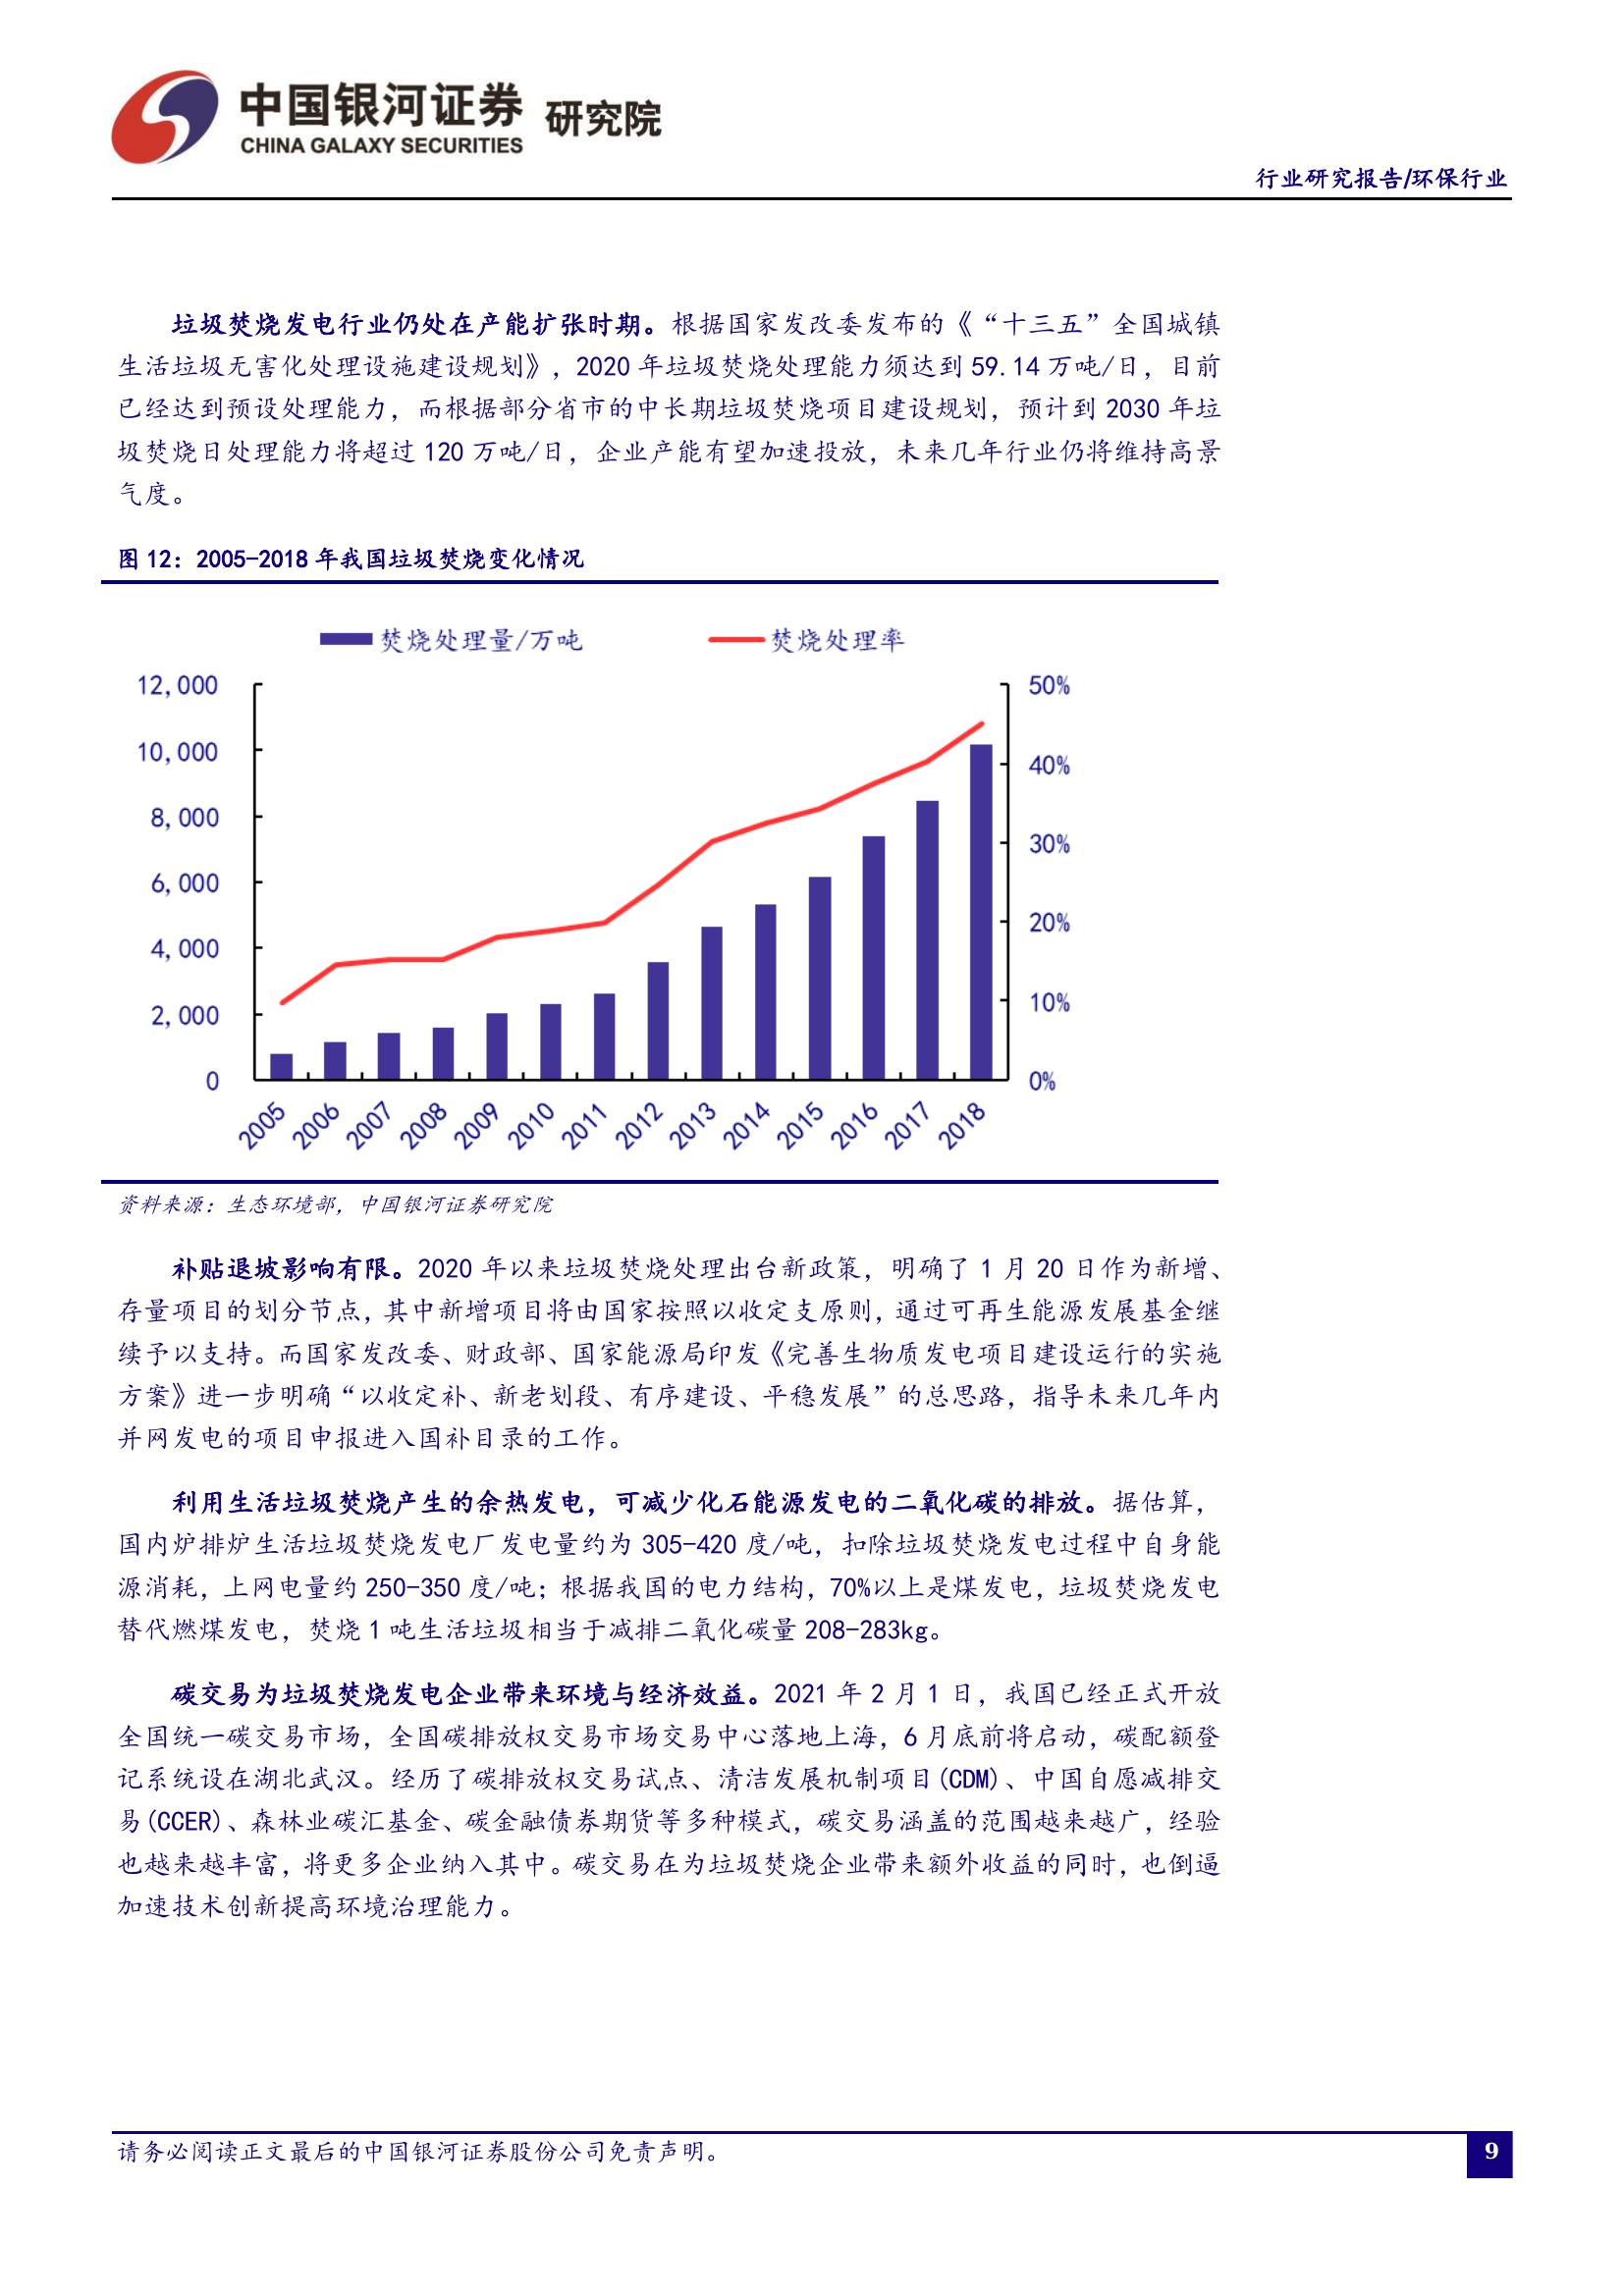 中国银河证券 研究院
CHINA GALAXY SECURITIES
行业研究报告/环保行业
垃圾焚烧发电行业仍处在产能扩张时期。根据国家发改委发布的《“十三五”全国城镇
生活垃圾无害化处理设施建设规划》，2020 年垃圾焚烧处理能力须达到 59.14 万吨/日，目前
已经达到预设处理能力，而根据部分省市的中长期垃圾焚烧项目建设规划，预计到 2030 年垃
圾焚烧日处理能力将超过 120 万吨/日，企业产能有望加速投放，未来几年行业仍将维持高景
气度。
图 12：2005-2018 年我国垃圾焚烧变化情况
焚烧处理量/万吨 焚烧处理率
12,000 50%
10,000 40%
8,000 30%
6,000 20%
4,000 10%
2,000 0%
0
2005 2006 2007 2008 2009 2010 2011 2012 2013 2014 2015 2016 2017 2018
资料来源：生态环境部，中国银河证券研究院
补贴退坡影响有限。2020 年以来垃圾焚烧处理出台新政策，明确了 1 月 20 日作为新增、
存量项目的划分节点，其中新增项目将由国家按照以收定支原则，通过可再生能源发展基金继
续予以支持。而国家发改委、财政部、国家能源局印发《完善生物质发电项目建设运行的实施
方案》进一步明确“以收定补、新老划段、有序建设、平稳发展”的总思路，指导未来几年内
并网发电的项目申报进入国补目录的工作。
利用生活垃圾焚烧产生的余热发电，可减少化石能源发电的二氧化碳的排放。据估算，
国内炉排炉生活垃圾焚烧发电厂发电量约为 305-420 度/吨，扣除垃圾焚烧发电过程中自身能
源消耗，上网电量约 250-350 度/吨；根据我国的电力结构，70%以上是煤发电，垃圾焚烧发电
替代燃煤发电，焚烧 1 吨生活垃圾相当于减排二氧化碳量 208-283kg。
碳交易为垃圾焚烧发电企业带来环境与经济效益。2021 年 2 月 1 日，我国已经正式开放
全国统一碳交易市场，全国碳排放权交易市场交易中心落地上海，6 月底前将启动，碳配额登
记系统设在湖北武汉。经历了碳排放权交易试点、清洁发展机制项目(CDM)、中国自愿减排交
易(CCER)、森林业碳汇基金、碳金融债券期货等多种模式，碳交易涵盖的范围越来越广，经验
也越来越丰富，将更多企业纳入其中。碳交易在为垃圾焚烧企业带来额外收益的同时，也倒逼
加速技术创新提高环境治理能力。
请务必阅读正文最后的中国银河证券股份公司免责声明。
9